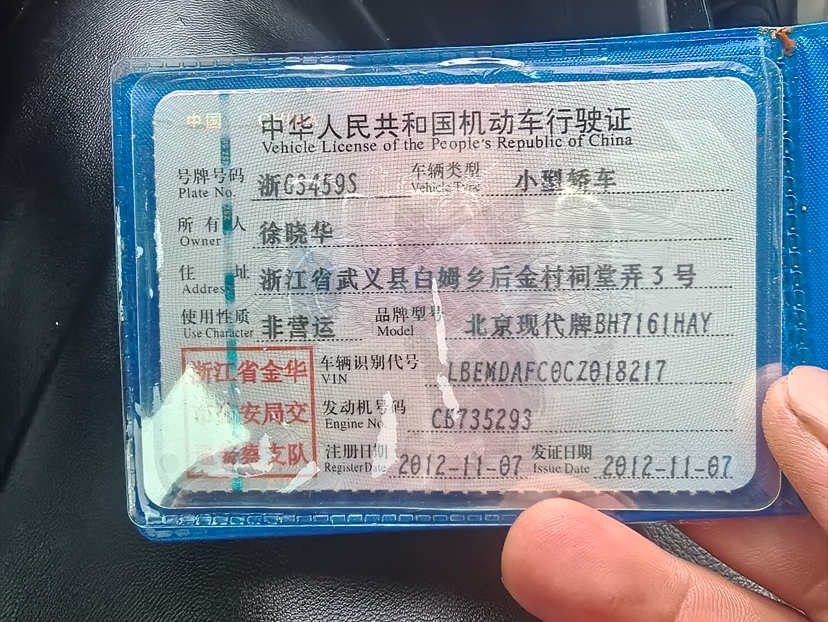 中国
中华人民共和国机动车行驶证
Vehicle License of the People's Republic of China
号牌号码 浙G3459S 车辆类型 小型轿车
Plate No. Vehicle Type
所有人 徐晓华
Owner
住址 浙江省武义县白姆乡后金村祠堂弄3号
Address
使用性质 非营运 品牌型号 北京现代牌BH7161HAY
Use Character Model
浙江省金华 车辆识别代号 LBEMDAFC0CZ018217
VIN
安局交 发动机号码 CB735293
Engine No.
支队 注册日期 2012-11-07 发证日期 2012-11-07
Register Date Issue Date